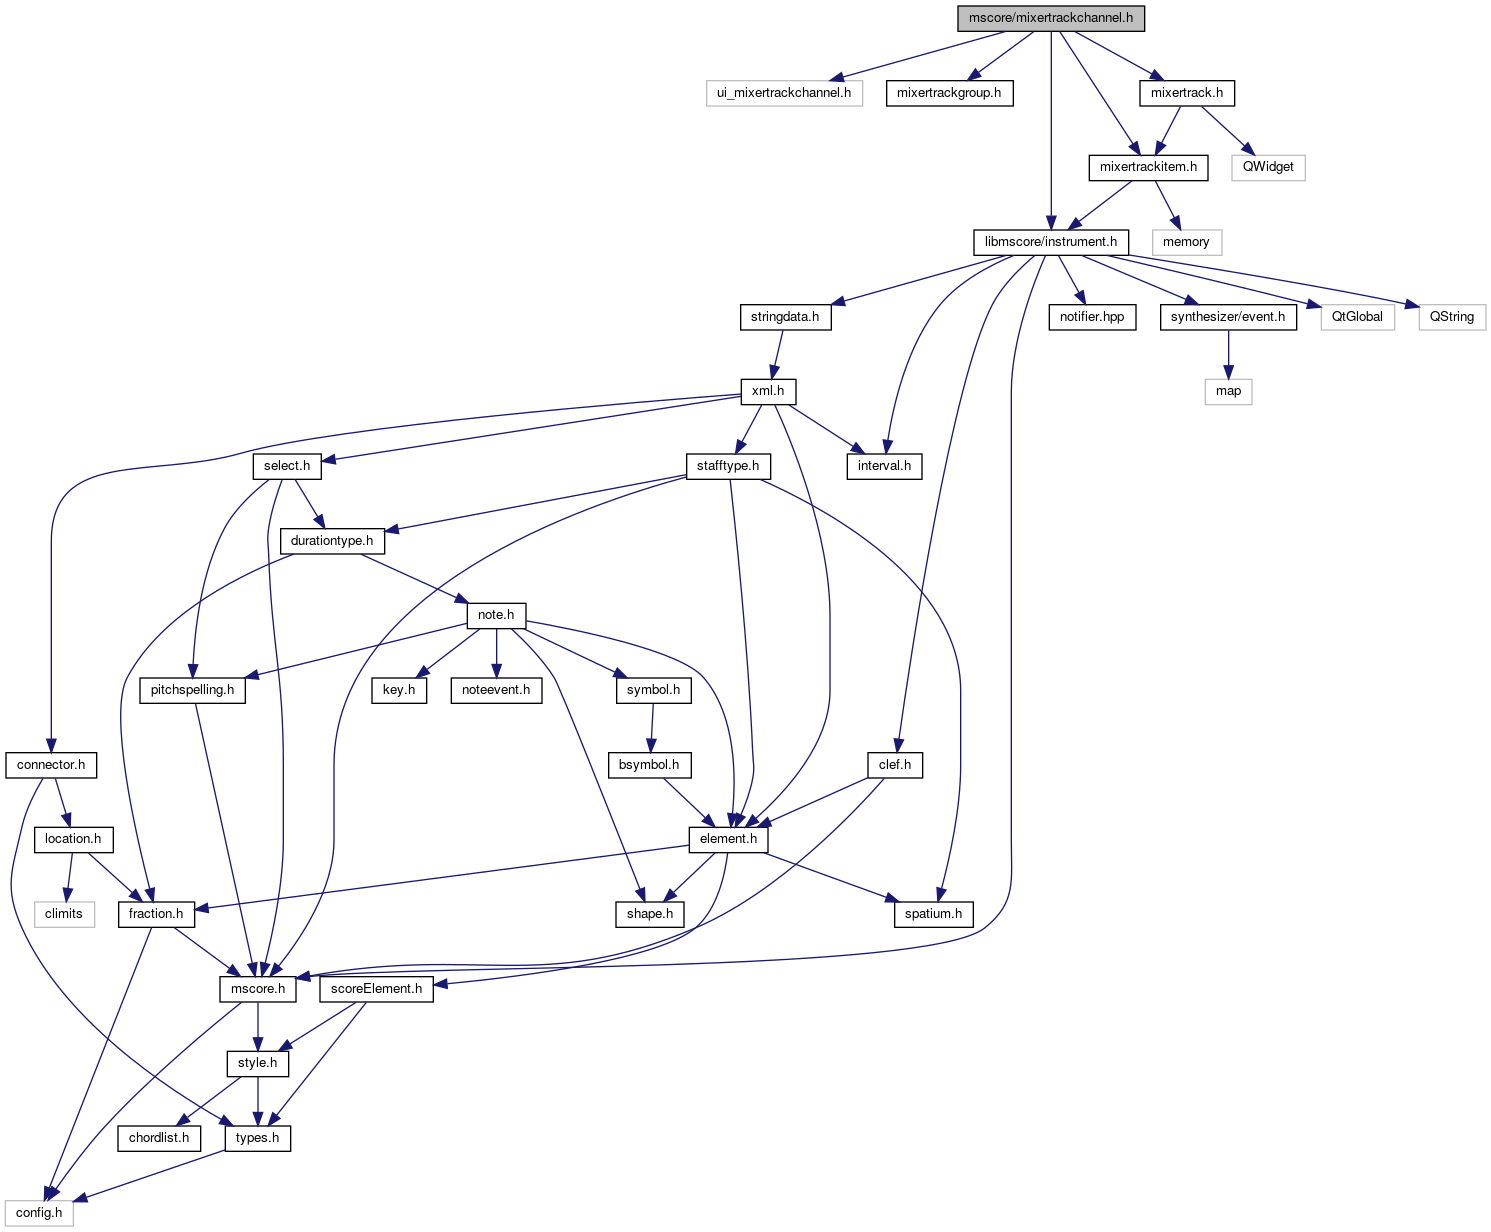 mscore/mixertrackchannel.h
ui_mixertrackchannel.h
mixertrackgroup.h
mixertrack.h
mixertrackitem.h
QWidget
libmscore/instrument.h
memory
stringdata.h
notifier.hpp
synthesizer/event.h
QtGlobal
QString
xml.h
map
select.h
stafftype.h
interval.h
durationtype.h
note.h
pitchspelling.h
key.h
noteevent.h
symbol.h
connector.h
bsymbol.h
clef.h
location.h
element.h
climits
fraction.h
shape.h
spatium.h
mscore.h
scoreElement.h
style.h
chordlist.h
types.h
config.h